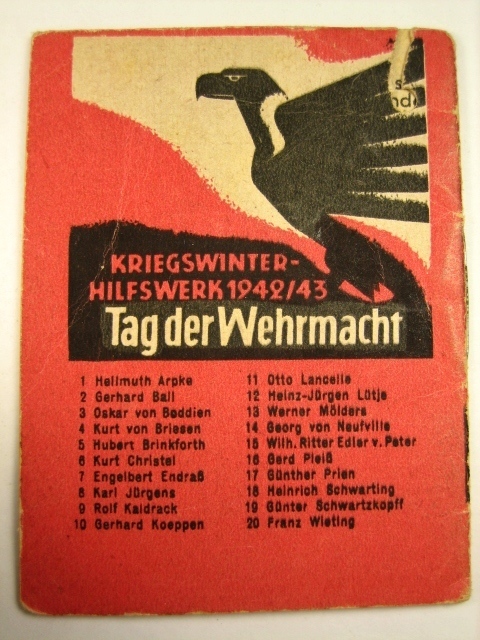 KRIEGSWINTER-
HILFSWERK 1942/43
Tag der Wehrmacht
1 Hellmuth Arpke
2 Gerhard Ball
3 Oskar von Beddien
4 Kurt von Briesen
5 Hubert Brinkforth
6 Kurt Christel
7 Engelbert Endraß
8 Karl Jürgens
9 Rolf Kaldrack
10 Gerhard Koeppen
11 Otto Lancelle
12 Heinz-Jürgen Lütje
13 Werner Mölders
14 Georg von Neufville
15 Wilh. Ritter Edler v. Peter
16 Gerd Pleiß
17 Günther Prien
18 Heinrich Schwarting
19 Günter Schwartzkopff
20 Franz Wieting